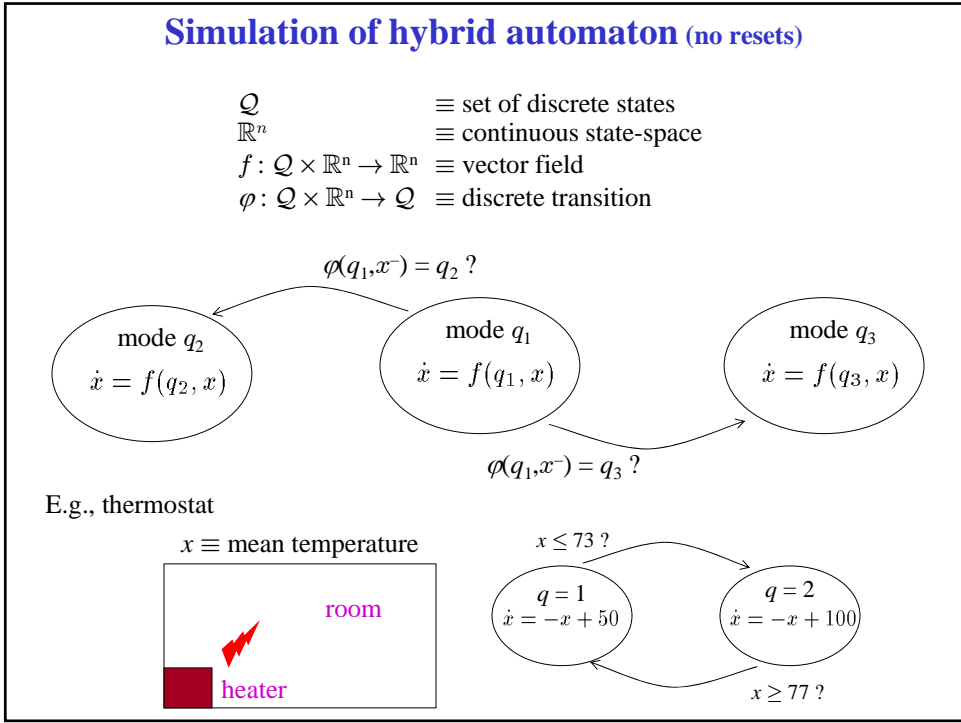 Simulation of hybrid automaton (no resets)
𝒬 ≡ set of discrete states
ℝⁿ ≡ continuous state-space
f : 𝒬 × ℝⁿ → ℝⁿ ≡ vector field
φ : 𝒬 × ℝⁿ → 𝒬 ≡ discrete transition
φ(q₁,x⁻) = q₂ ?
mode q₂
ẋ = f(q₂, x)
mode q₁
ẋ = f(q₁, x)
mode q₃
ẋ = f(q₃, x)
φ(q₁,x⁻) = q₃ ?
E.g., thermostat
x ≡ mean temperature
room
heater
x ≤ 73 ?
q = 1
ẋ = −x + 50
q = 2
ẋ = −x + 100
x ≥ 77 ?